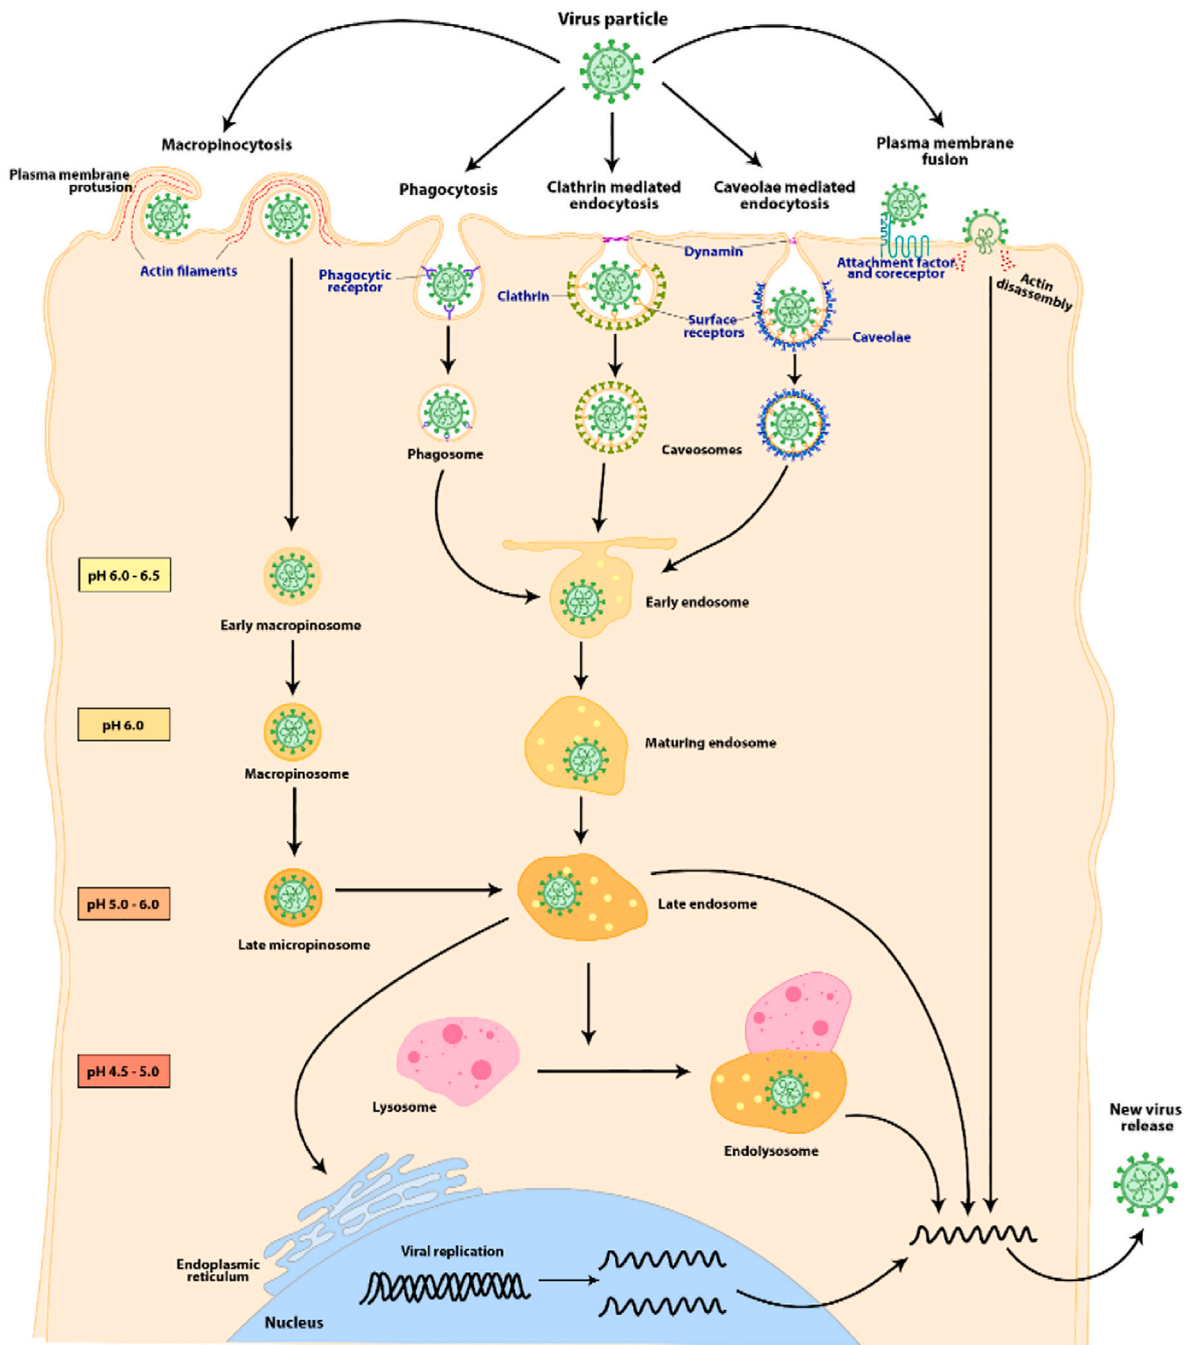 Virus particle
Macropinocytosis
Plasma membrane
protusion
Phagocytosis
Clathrin mediated
endocytosis
Caveolae mediated
endocytosis
Plasma membrane
fusion
Actin filaments
Phagocytic
receptor
Clathrin
Dynamin
Surface
receptors
Attachment factor
and coreceptor
Actin
disassembly
Caveolae
Phagosome
Caveosomes
pH 6.0 - 6.5
Early macropinosome
Early endosome
pH 6.0
Macropinosome
Maturing endosome
pH 5.0 - 6.0
Late micropinosome
Late endosome
pH 4.5 - 5.0
Lysosome
Endolysosome
New virus
release
Endoplasmic
reticulum
Viral replication
Nucleus